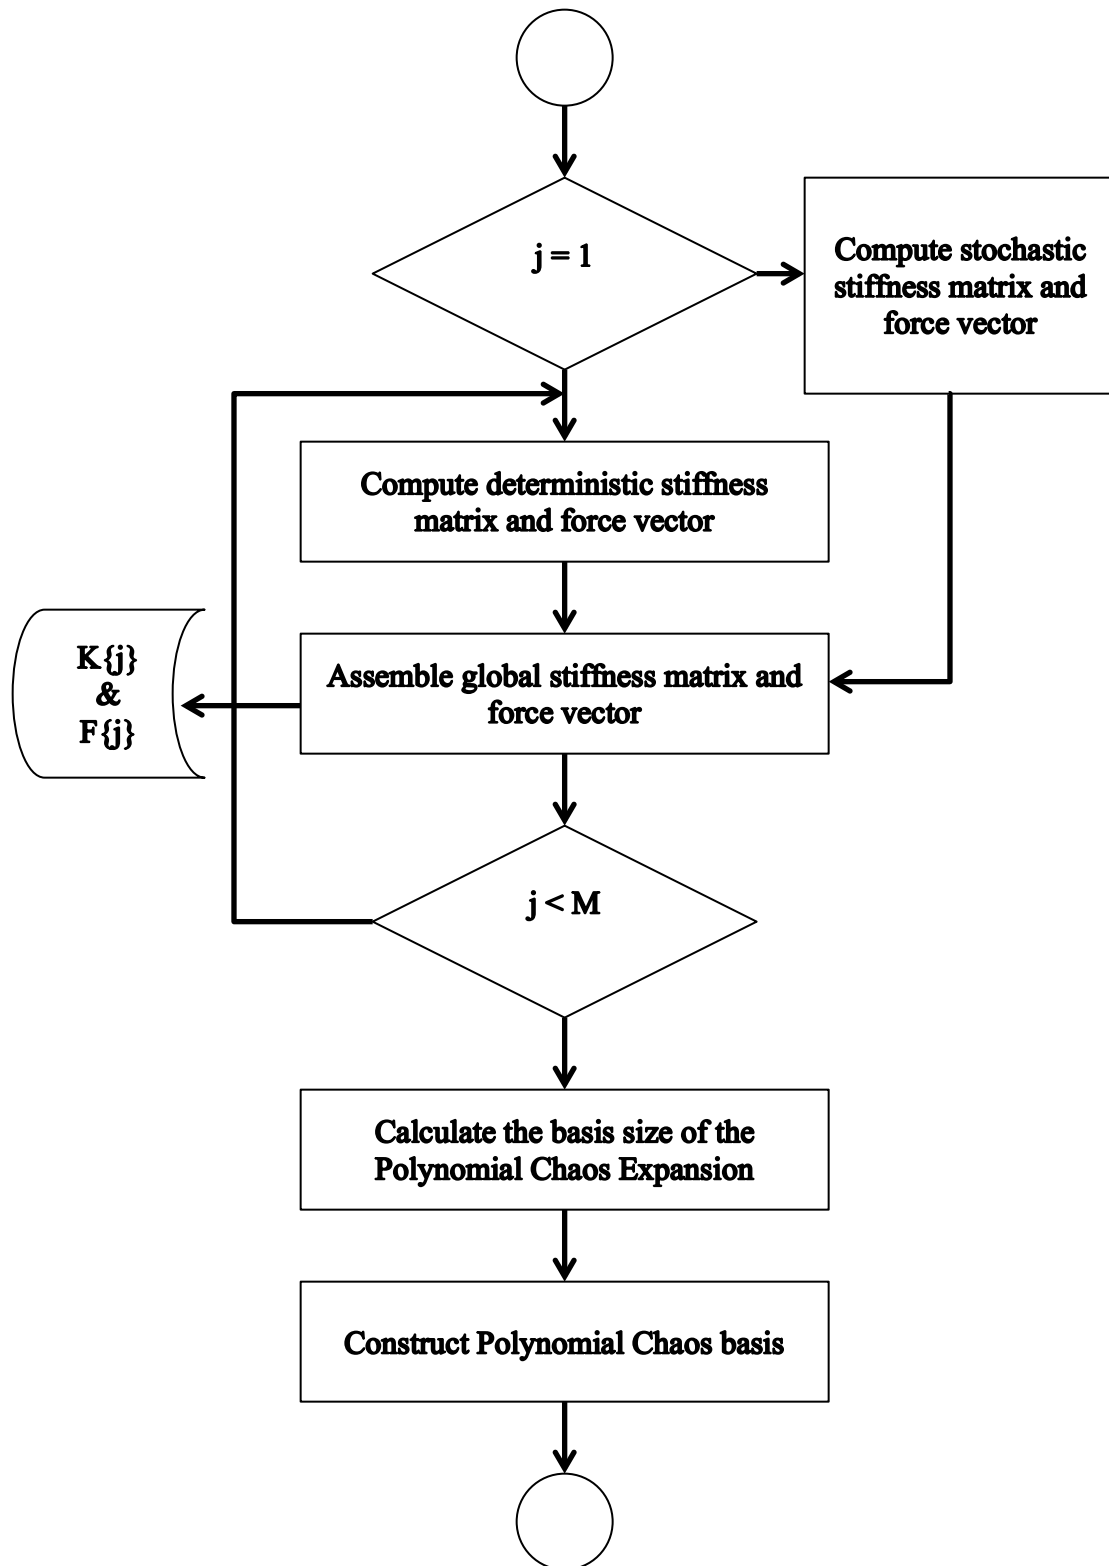 j = 1
Compute stochastic
stiffness matrix and
force vector
Compute deterministic stiffness
matrix and force vector
K{j}
&
F{j}
Assemble global stiffness matrix and
force vector
j < M
Calculate the basis size of the
Polynomial Chaos Expansion
Construct Polynomial Chaos basis